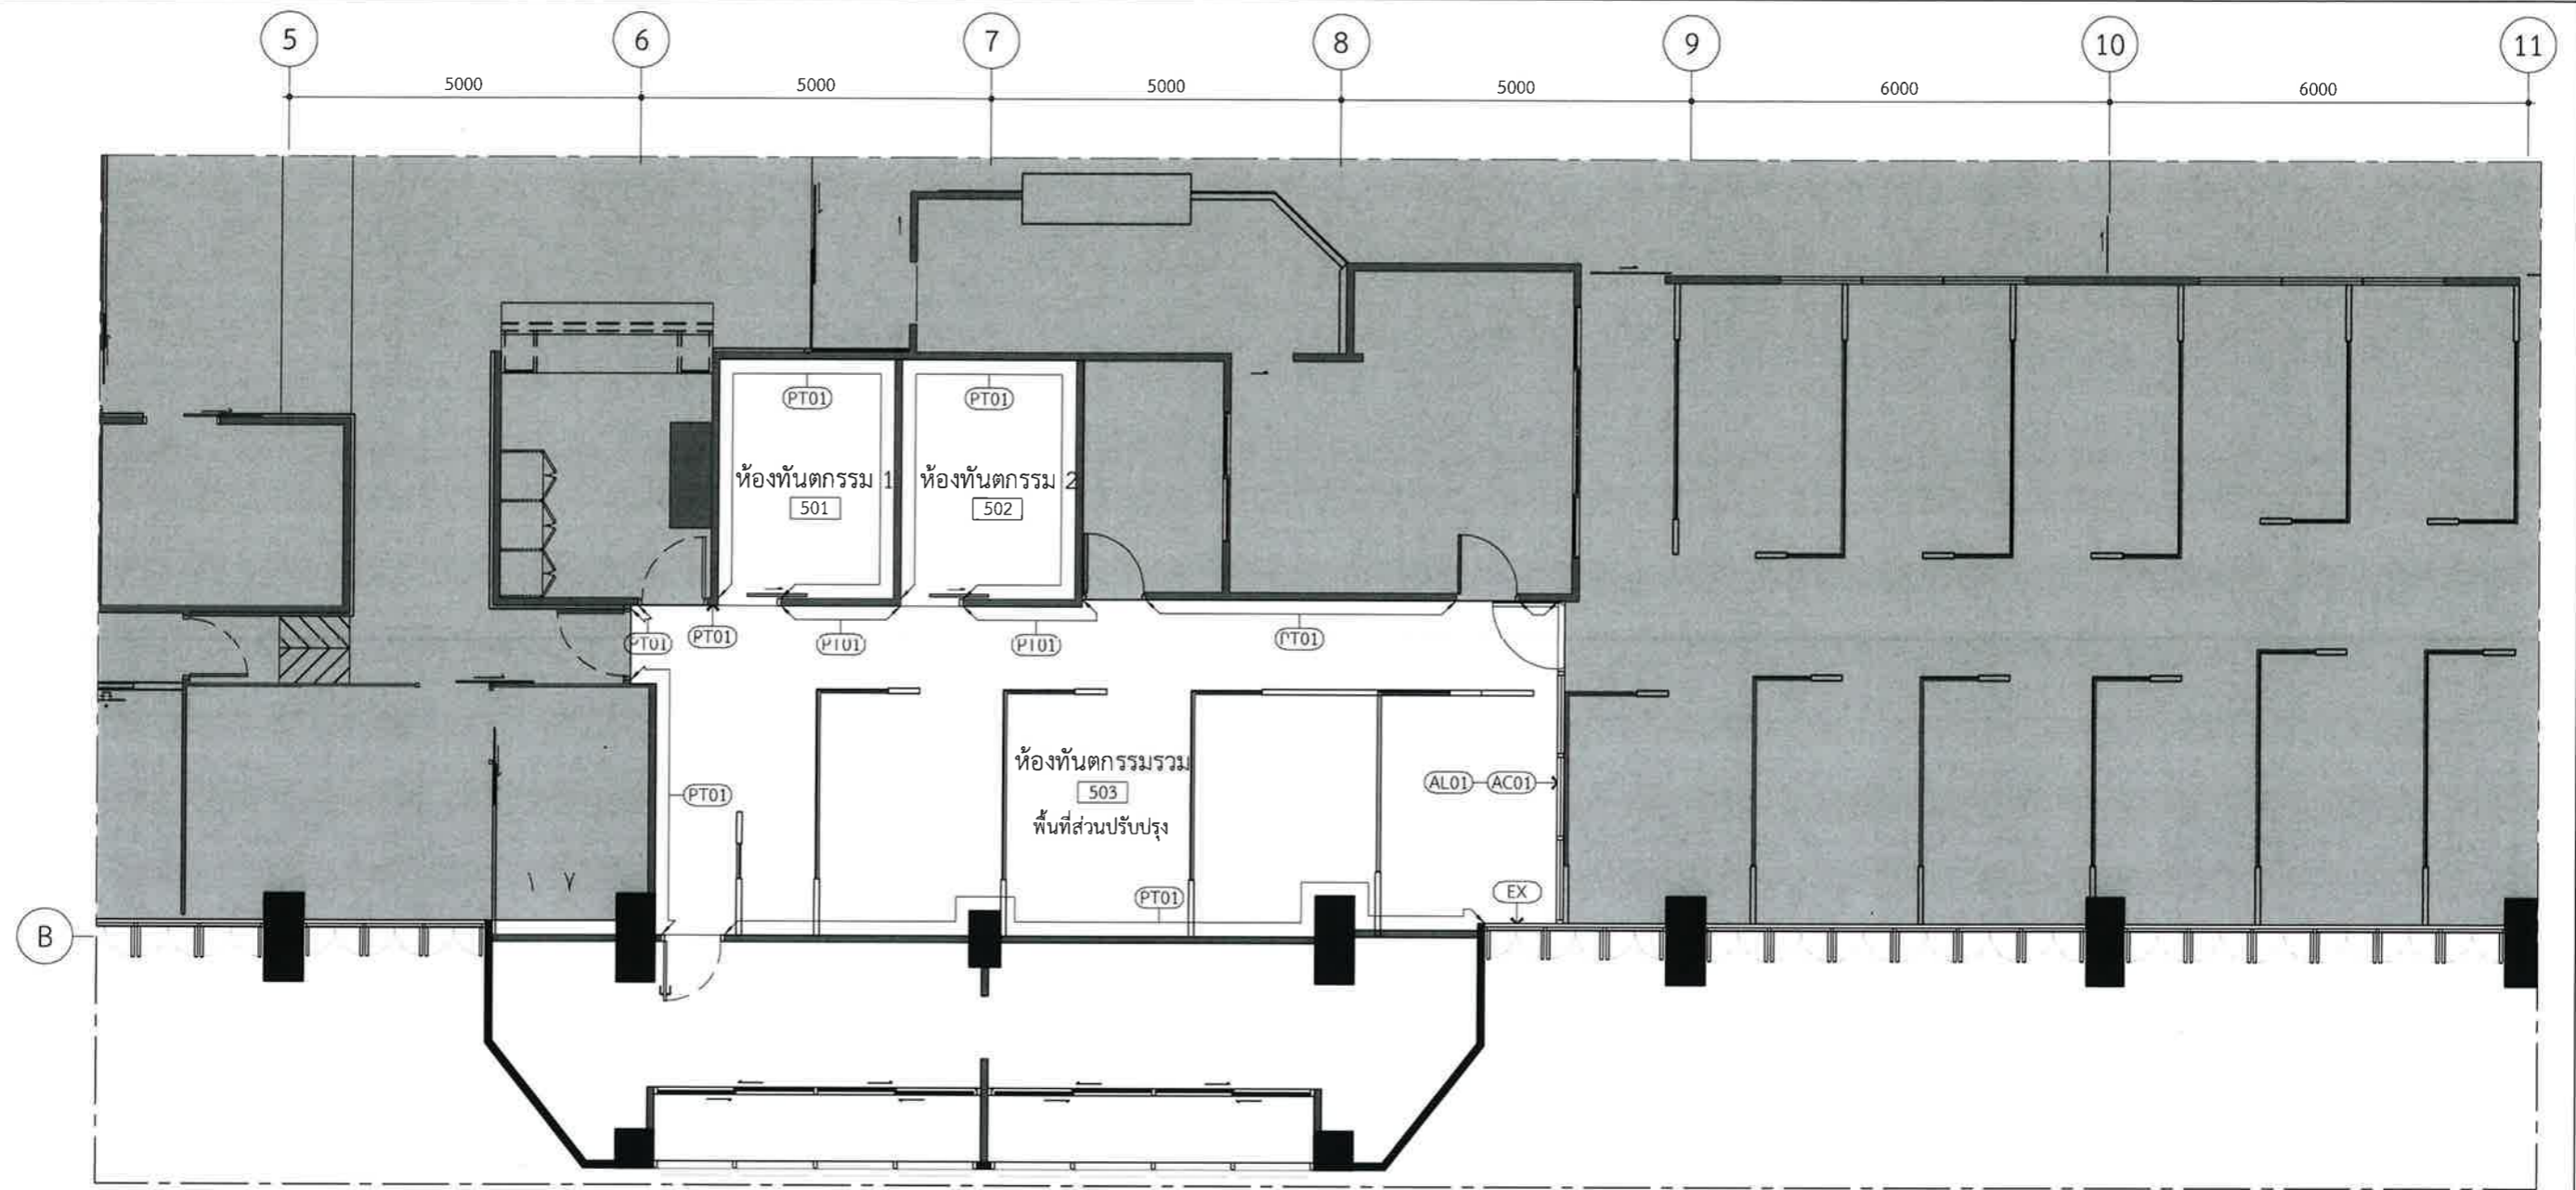 5 6 7 8 9 10 11
5000 5000 5000 5000 6000 6000
PT01 PT01
ห้องทันตกรรม 1 ห้องทันตกรรม 2
501 502
PT01 PT01 PT01 PT01 PT01
ห้องทันตกรรมรวม
PT01 503 AL01 AC01
พื้นที่ส่วนปรับปรุง
PT01 EX
B